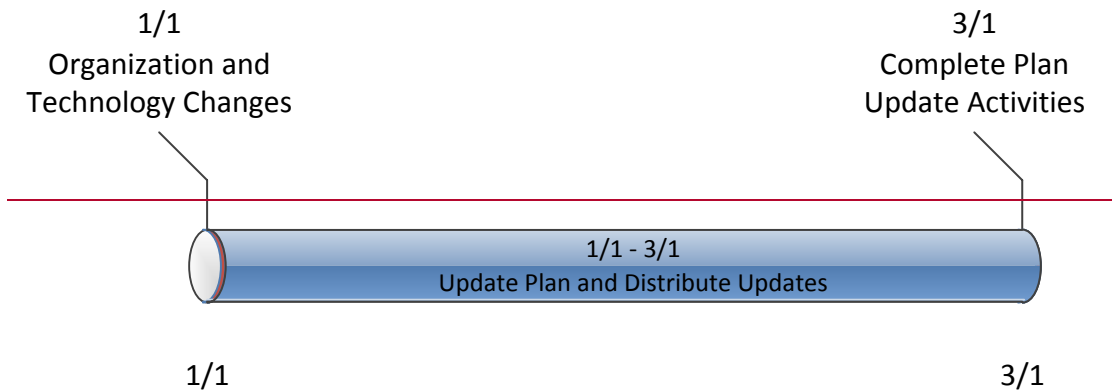 1/1
Organization and
Technology Changes
3/1
Complete Plan
Update Activities
1/1 - 3/1
Update Plan and Distribute Updates
1/1
3/1